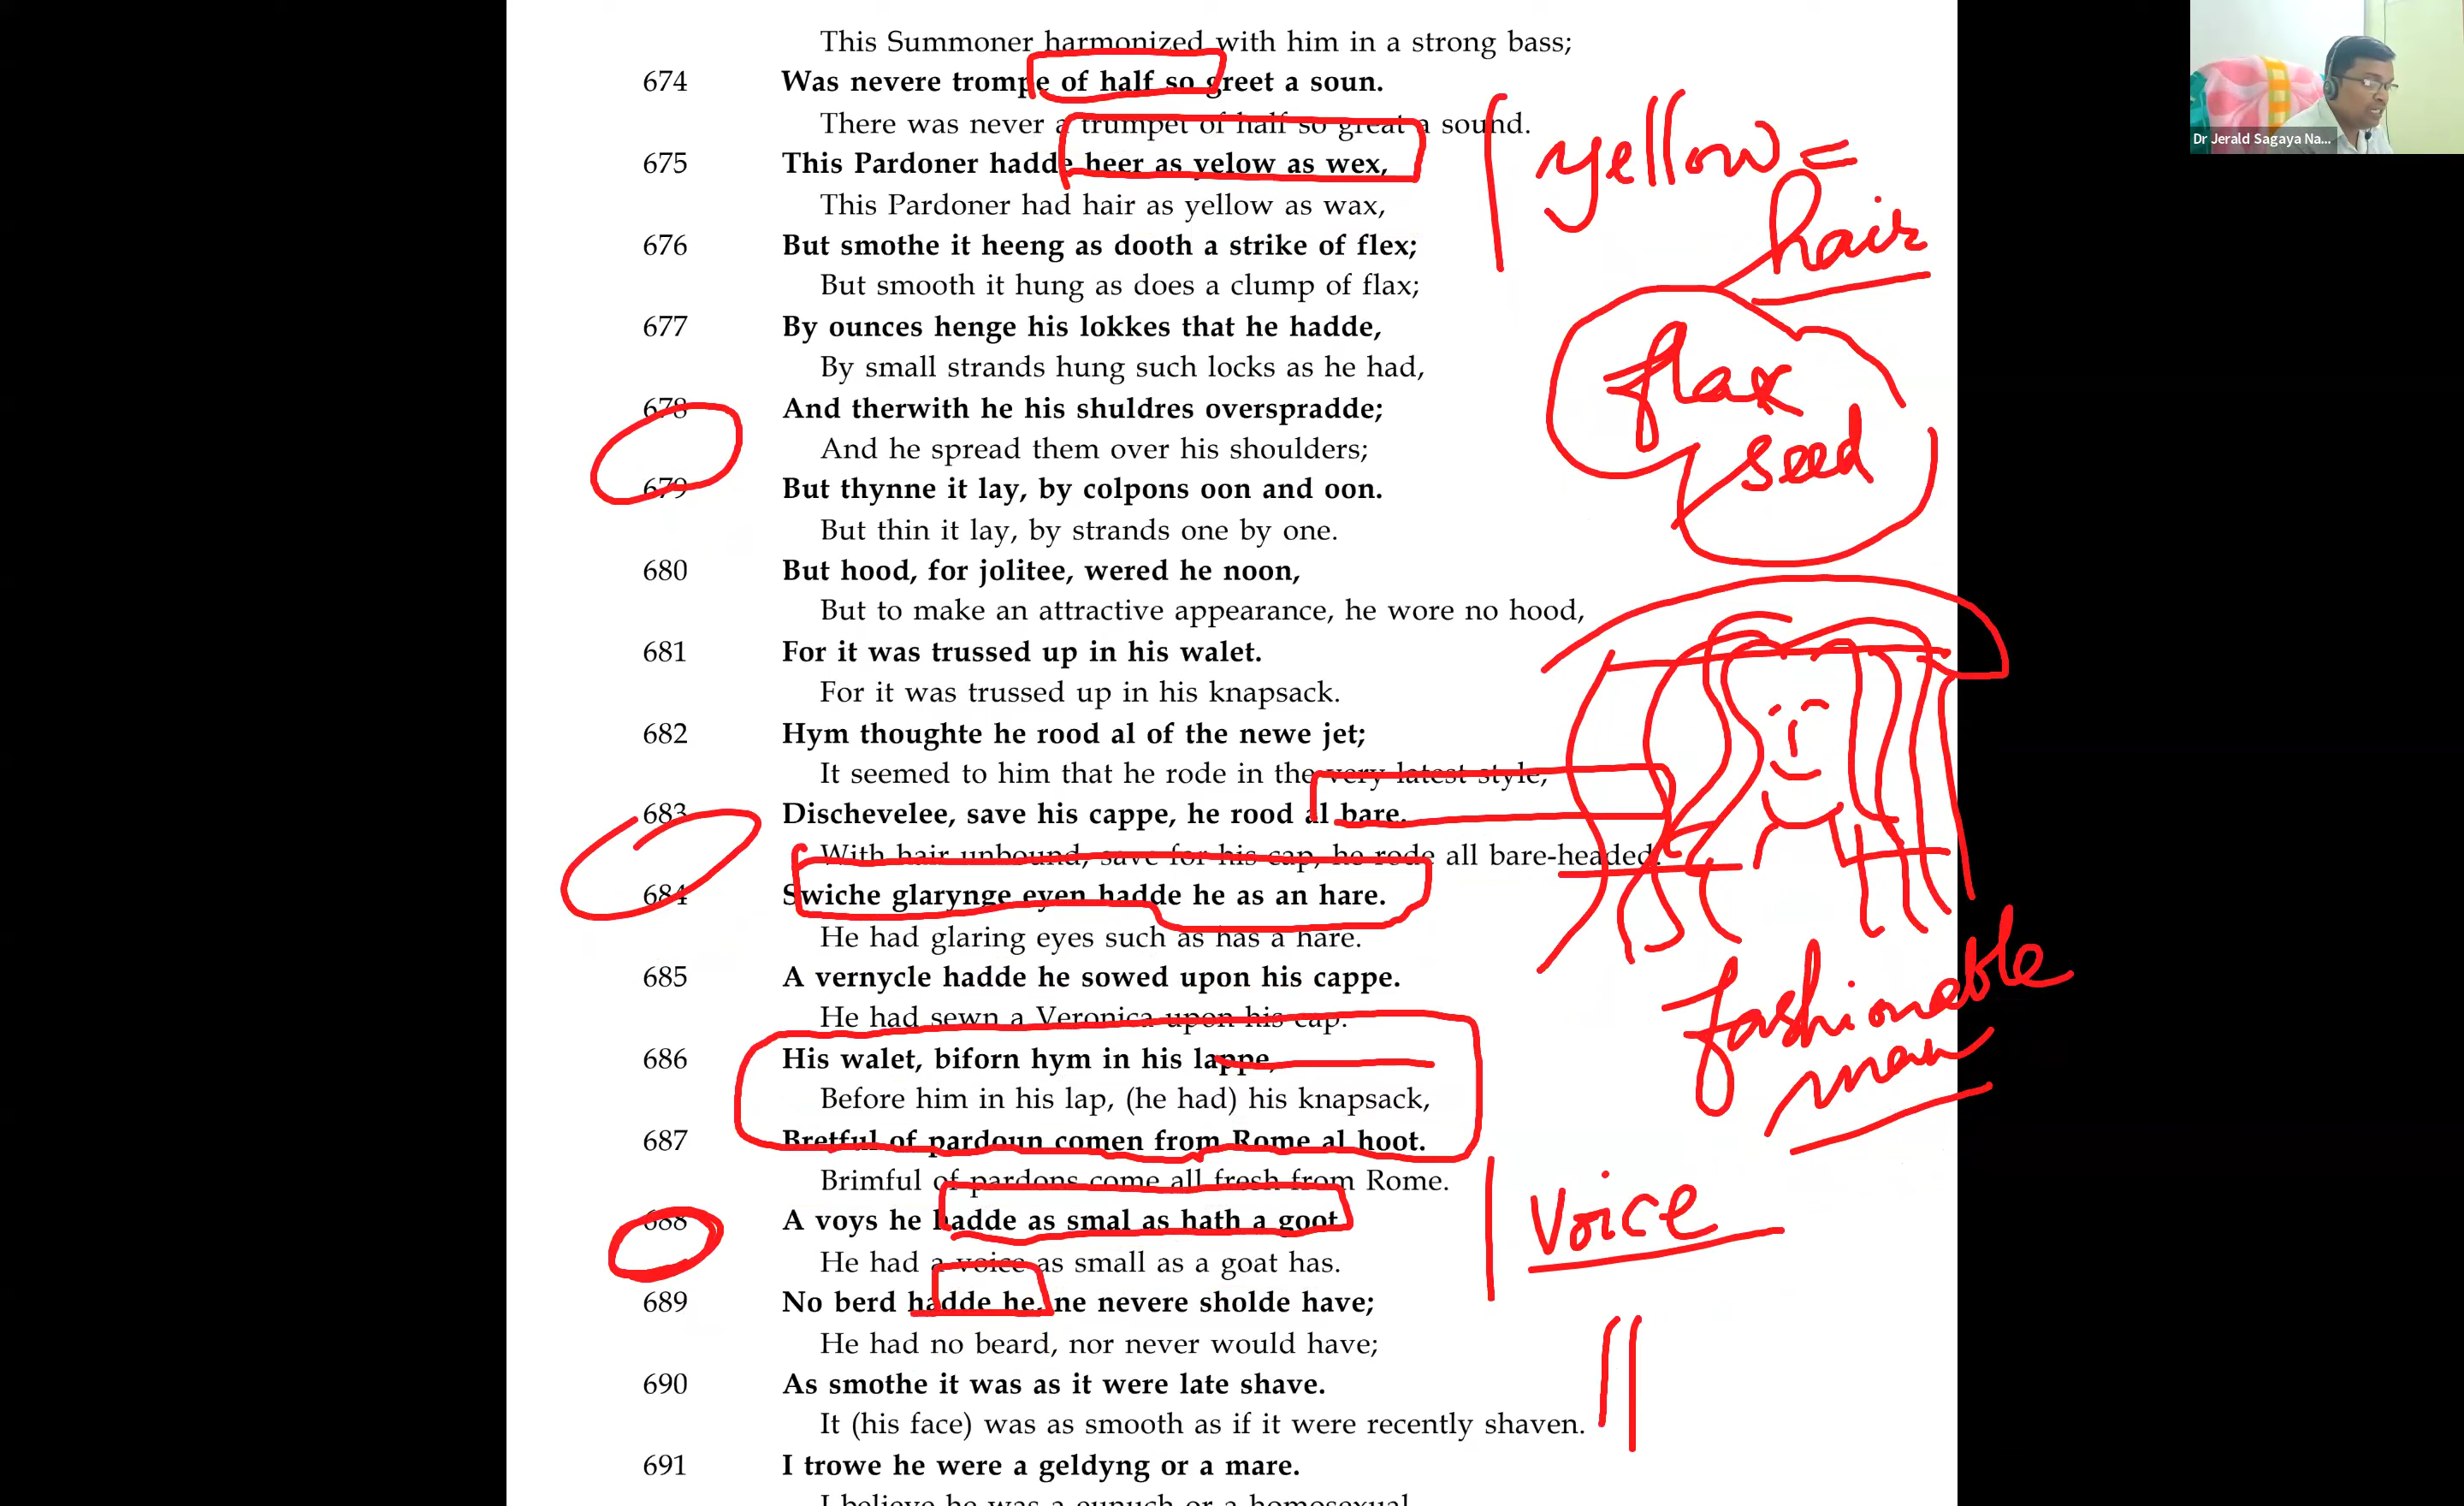 This Summoner harmonized with him in a strong bass;
674 Was nevere trompe of half so greet a soun.
There was never a trumpet of half so great a sound.
675 This Pardoner hadde heer as yelow as wex,
This Pardoner had hair as yellow as wax,
676 But smothe it heeng as dooth a strike of flex;
But smooth it hung as does a clump of flax;
677 By ounces henge his lokkes that he hadde,
By small strands hung such locks as he had,
678 And therwith he his shuldres overspradde;
And he spread them over his shoulders;
679 But thynne it lay, by colpons oon and oon.
But thin it lay, by strands one by one.
680 But hood, for jolitee, wered he noon,
But to make an attractive appearance, he wore no hood,
681 For it was trussed up in his walet.
For it was trussed up in his knapsack.
682 Hym thoughte he rood al of the newe jet;
It seemed to him that he rode in the very latest style;
683 Dischevelee, save his cappe, he rood al bare.
With hair unbound, save for his cap, he rode all bare-headed.
684 Swiche glarynge eyen hadde he as an hare.
He had glaring eyes such as has a hare.
685 A vernycle hadde he sowed upon his cappe.
He had sewn a Veronica upon his cap.
686 His walet, biforn hym in his lappe,
Before him in his lap, (he had) his knapsack,
687 Bretful of pardoun comen from Rome al hoot.
Brimful of pardons come all fresh from Rome.
688 A voys he hadde as smal as hath a goot.
He had a voice as small as a goat has.
689 No berd hadde he, ne nevere sholde have;
He had no beard, nor never would have;
690 As smothe it was as it were late shave.
It (his face) was as smooth as if it were recently shaven.
691 I trowe he were a geldyng or a mare.
I believe he was a eunuch or a homosexual.
yellow =
hair
flax
seed
fashionable
man
Voice
Dr Jerald Sagaya Na...